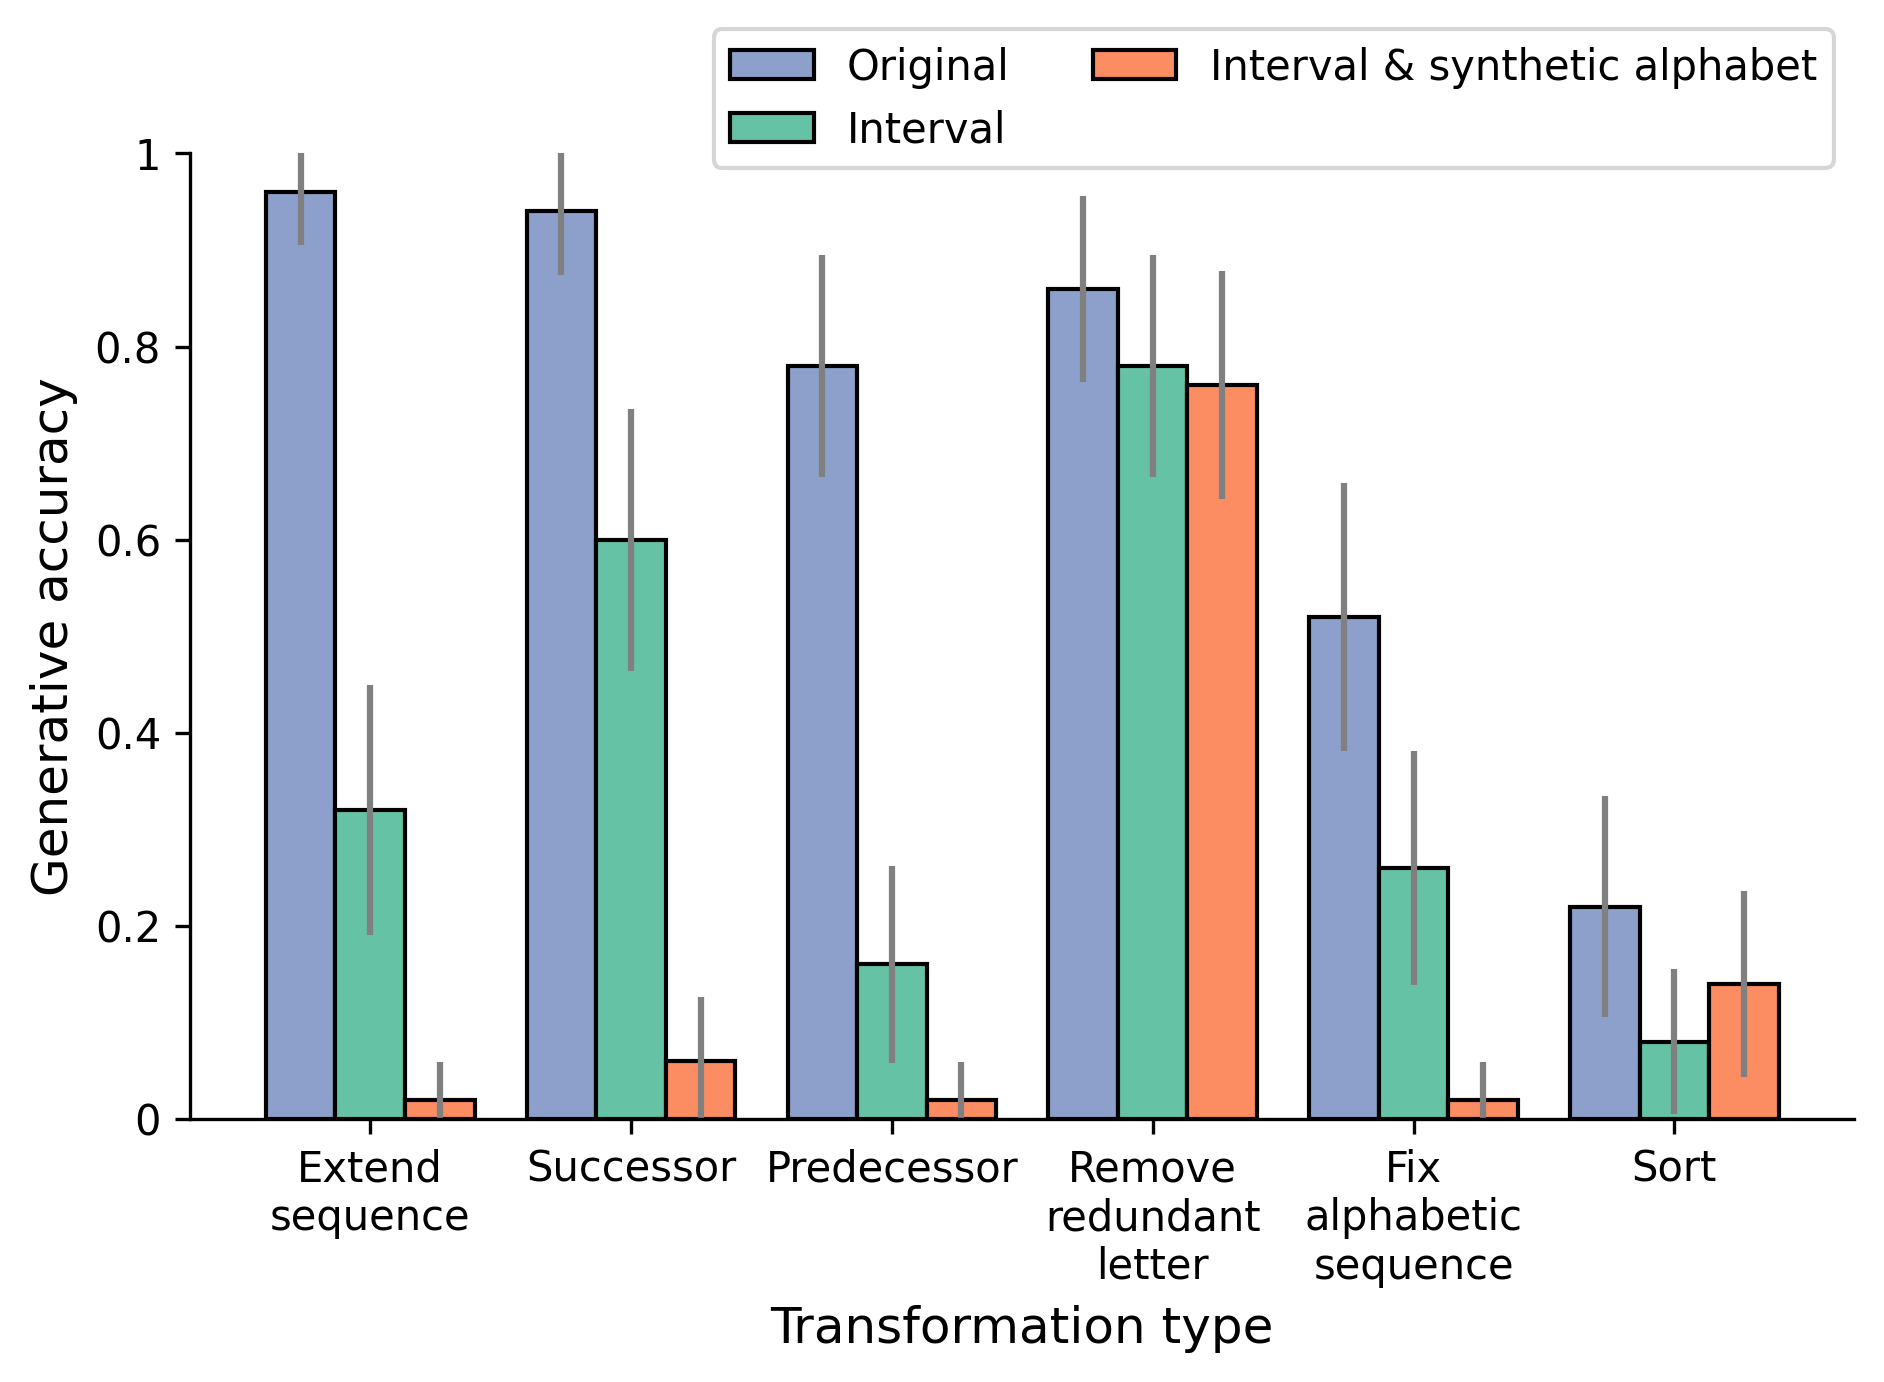 Original
Interval
Interval & synthetic alphabet
Generative accuracy
1
0.8
0.6
0.4
0.2
0
Extend
sequence
Successor
Predecessor
Remove
redundant
letter
Fix
alphabetic
sequence
Sort
Transformation type